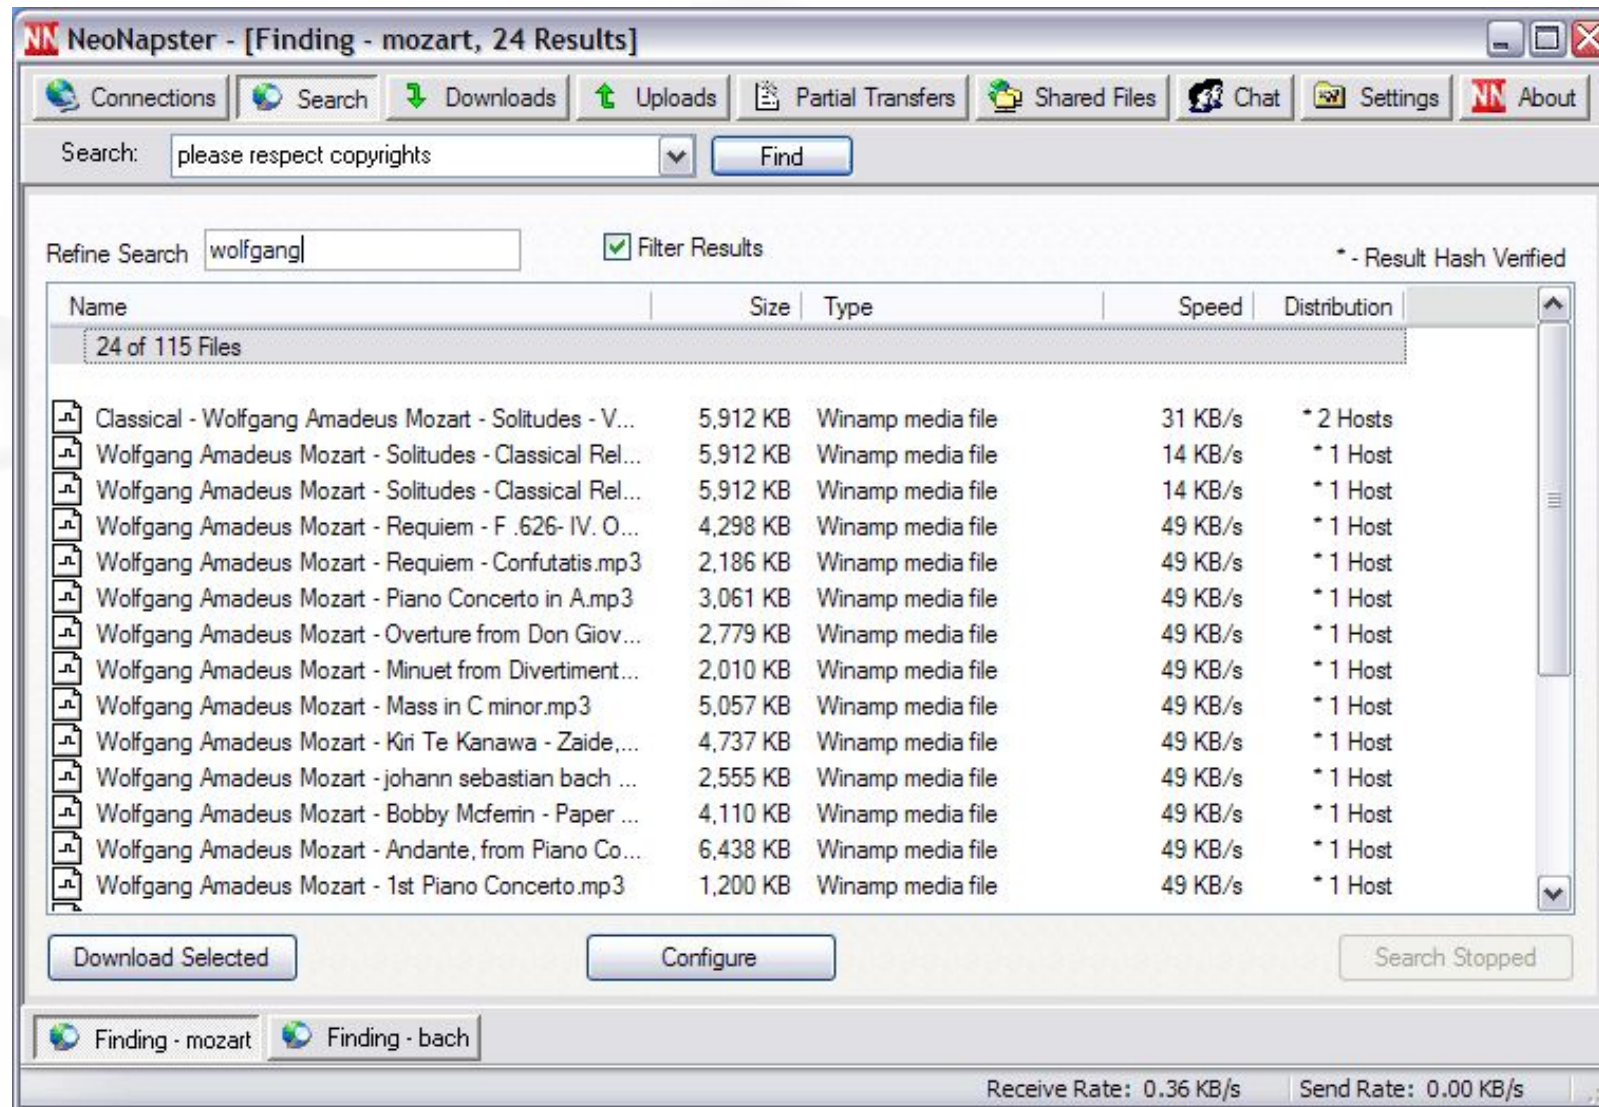 NN NeoNapster - [Finding - mozart, 24 Results]
Connections Search Downloads Uploads Partial Transfers Shared Files Chat Settings NN About
Search: please respect copyrights Find
Refine Search wolfgang Filter Results * - Result Hash Verified
Name Size Type Speed Distribution
24 of 115 Files
Classical - Wolfgang Amadeus Mozart - Solitudes - V... 5,912 KB Winamp media file 31 KB/s * 2 Hosts
Wolfgang Amadeus Mozart - Solitudes - Classical Rel... 5,912 KB Winamp media file 14 KB/s * 1 Host
Wolfgang Amadeus Mozart - Solitudes - Classical Rel... 5,912 KB Winamp media file 14 KB/s * 1 Host
Wolfgang Amadeus Mozart - Requiem - F .626- IV. O... 4,298 KB Winamp media file 49 KB/s * 1 Host
Wolfgang Amadeus Mozart - Requiem - Confutatis.mp3 2,186 KB Winamp media file 49 KB/s * 1 Host
Wolfgang Amadeus Mozart - Piano Concerto in A.mp3 3,061 KB Winamp media file 49 KB/s * 1 Host
Wolfgang Amadeus Mozart - Overture from Don Giov... 2,779 KB Winamp media file 49 KB/s * 1 Host
Wolfgang Amadeus Mozart - Minuet from Divertiment... 2,010 KB Winamp media file 49 KB/s * 1 Host
Wolfgang Amadeus Mozart - Mass in C minor.mp3 5,057 KB Winamp media file 49 KB/s * 1 Host
Wolfgang Amadeus Mozart - Kiri Te Kanawa - Zaide,... 4,737 KB Winamp media file 49 KB/s * 1 Host
Wolfgang Amadeus Mozart - johann sebastian bach ... 2,555 KB Winamp media file 49 KB/s * 1 Host
Wolfgang Amadeus Mozart - Bobby Mcferrin - Paper ... 4,110 KB Winamp media file 49 KB/s * 1 Host
Wolfgang Amadeus Mozart - Andante, from Piano Co... 6,438 KB Winamp media file 49 KB/s * 1 Host
Wolfgang Amadeus Mozart - 1st Piano Concerto.mp3 1,200 KB Winamp media file 49 KB/s * 1 Host
Download Selected Configure Search Stopped
Finding - mozart Finding - bach
Receive Rate: 0.36 KB/s Send Rate: 0.00 KB/s